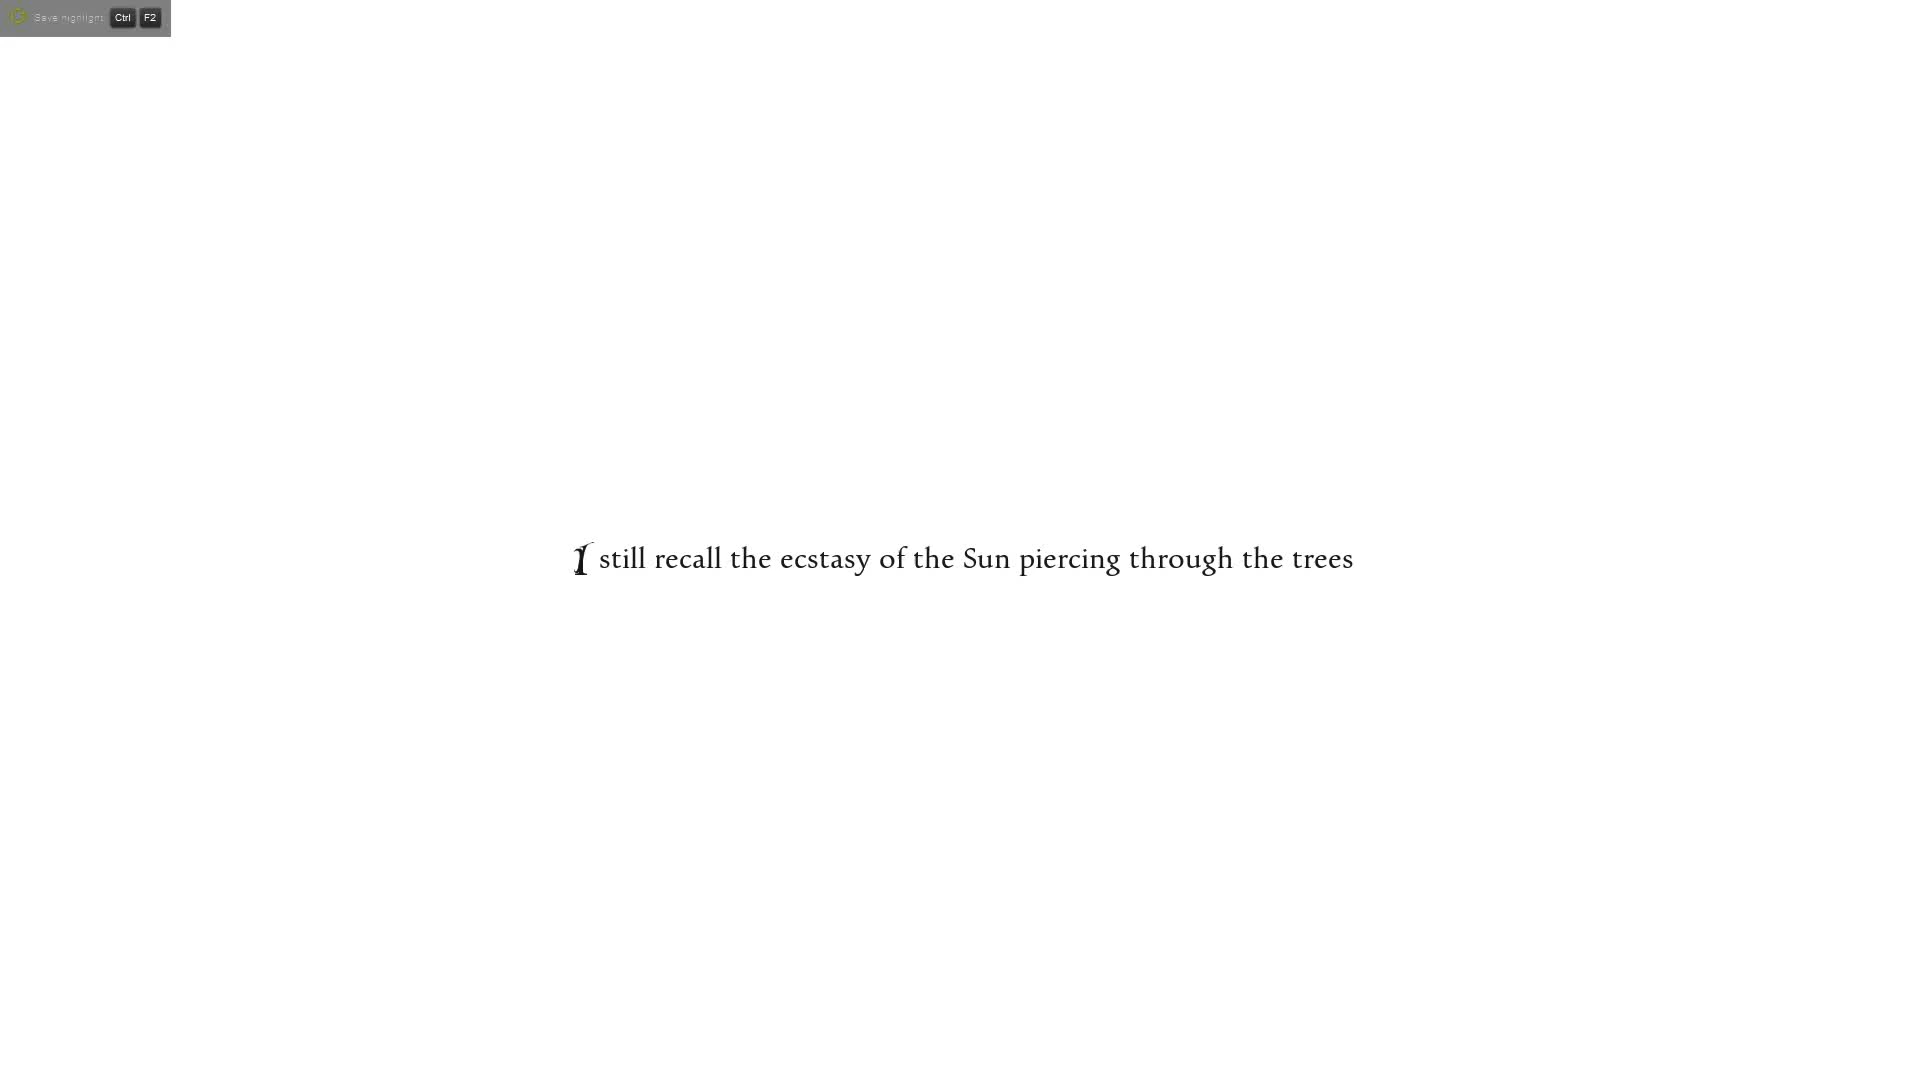 Save highlight Ctrl F2
I still recall the ecstasy of the Sun piercing through the trees